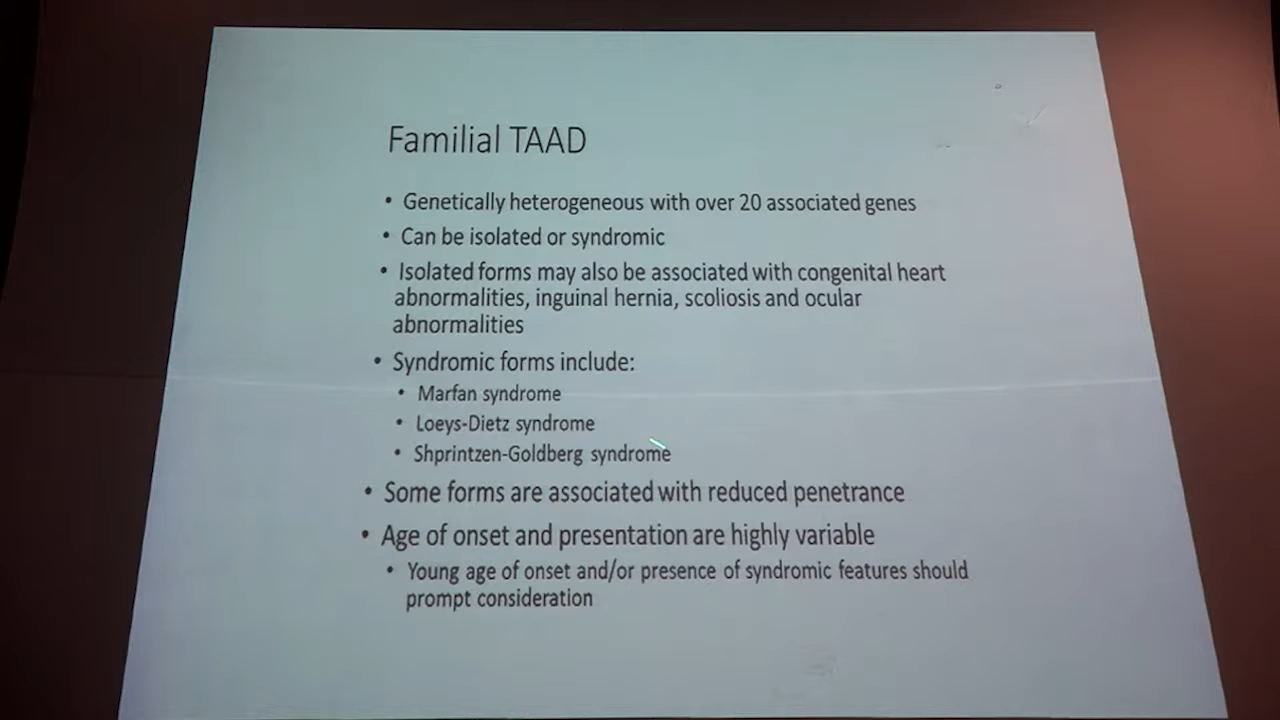 Familial TAAD
• Genetically heterogeneous with over 20 associated genes
• Can be isolated or syndromic
• Isolated forms may also be associated with congenital heart
abnormalities, inguinal hernia, scoliosis and ocular
abnormalities
• Syndromic forms include:
• Marfan syndrome
• Loeys-Dietz syndrome
• Shprintzen-Goldberg syndrome
• Some forms are associated with reduced penetrance
• Age of onset and presentation are highly variable
• Young age of onset and/or presence of syndromic features should
prompt consideration